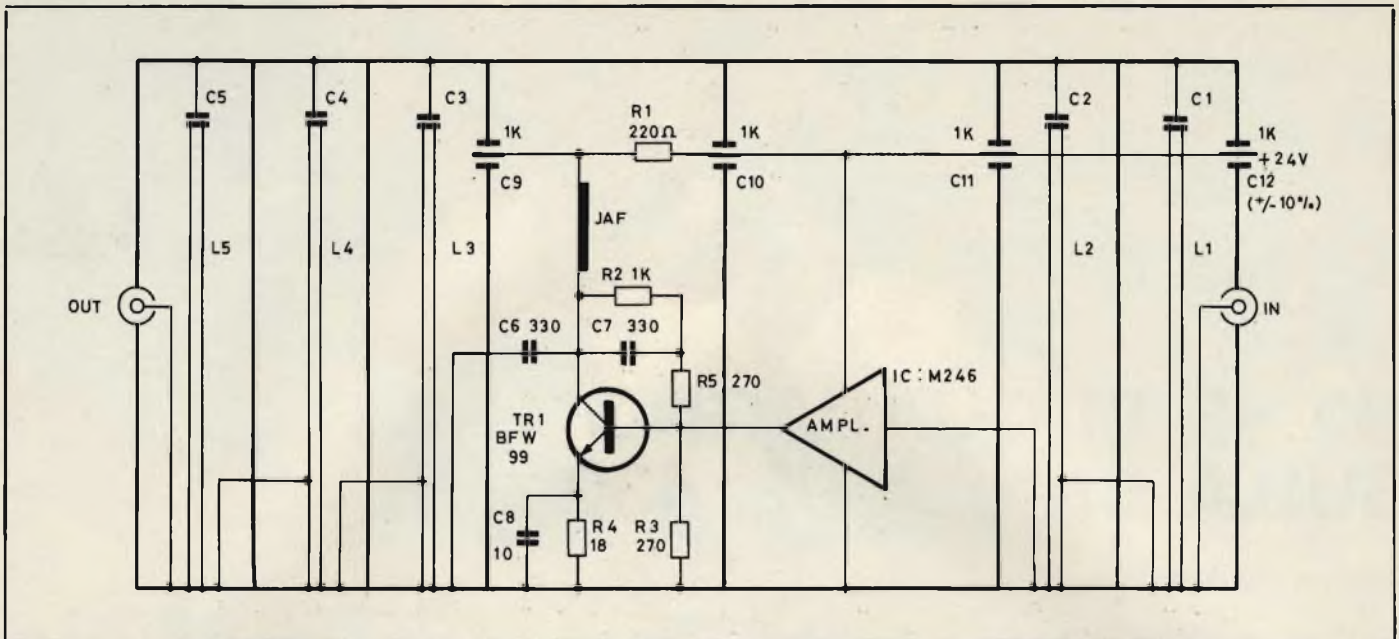 C5
C4
C3
1K
R1
220Ω
1K
1K
C2
C1
1K
+24V
C9
C10
C11
C12
(+/-10%)
JAF
L5
L4
L3
L2
L1
R2 1K
OUT
IN
C6 330
C7 330
R5 270
IC:M246
TR1
BFW
99
AMPL.
C8
10
R4
18
R3
270